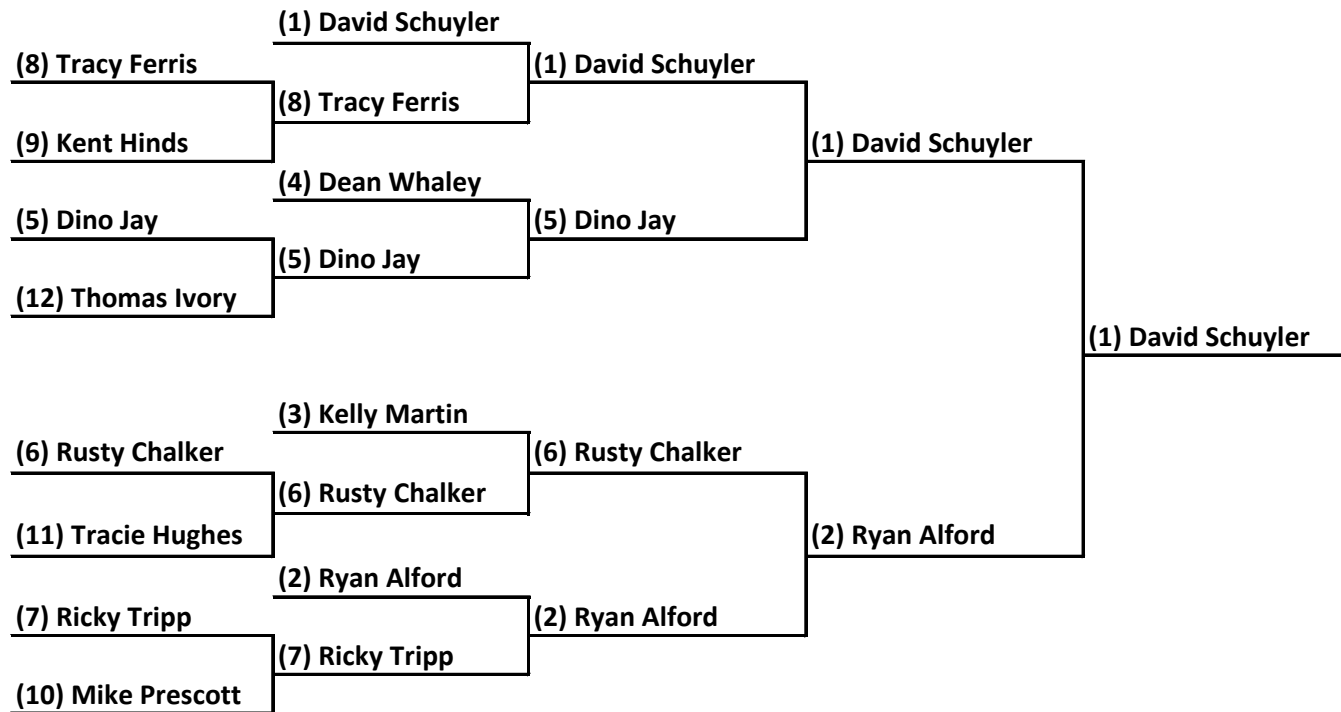 (1) David Schuyler
(8) Tracy Ferris
(1) David Schuyler
(8) Tracy Ferris
(9) Kent Hinds
(1) David Schuyler
(4) Dean Whaley
(5) Dino Jay
(5) Dino Jay
(5) Dino Jay
(12) Thomas Ivory
(1) David Schuyler
(3) Kelly Martin
(6) Rusty Chalker
(6) Rusty Chalker
(6) Rusty Chalker
(11) Tracie Hughes
(2) Ryan Alford
(2) Ryan Alford
(7) Ricky Tripp
(2) Ryan Alford
(7) Ricky Tripp
(10) Mike Prescott